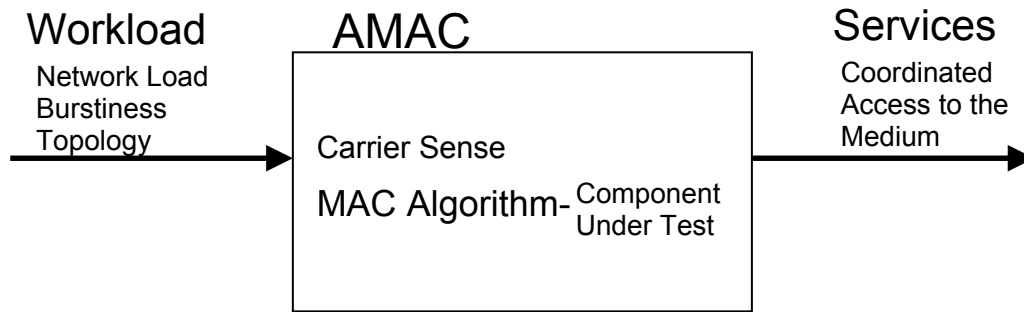 Workload
Network Load
Burstiness
Topology
AMAC
Carrier Sense
MAC Algorithm- Component
Under Test
Services
Coordinated
Access to the
Medium